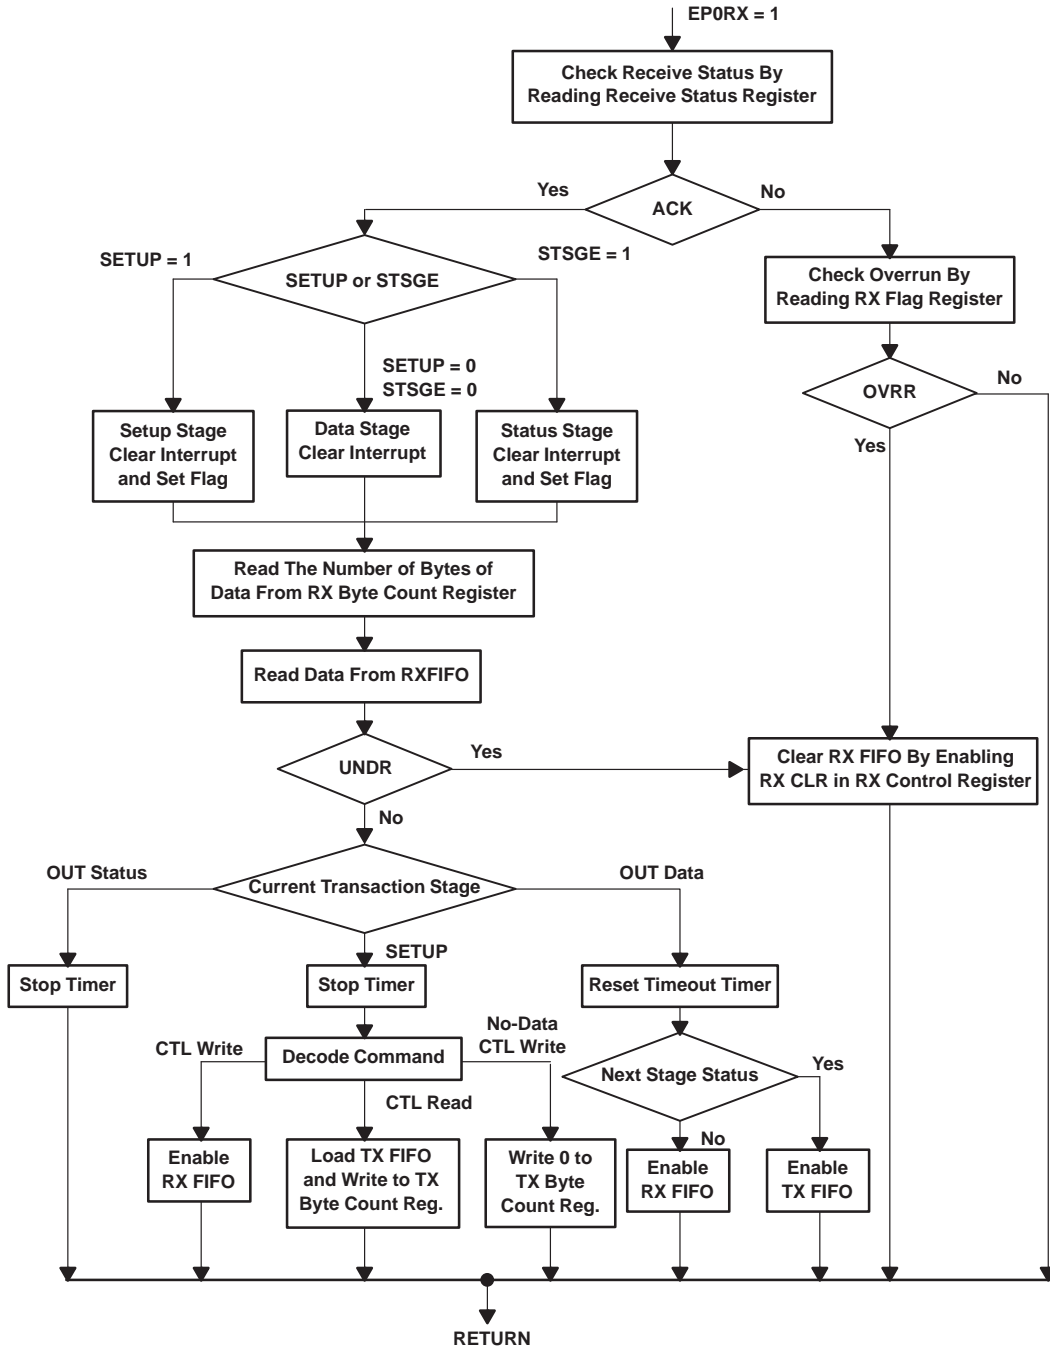 EP0RX = 1
Check Receive Status By
Reading Receive Status Register
Yes
No
ACK
SETUP = 1
STSGE = 1
SETUP or STSGE
Check Overrun By
Reading RX Flag Register
SETUP = 0
STSGE = 0
OVRR
No
Yes
Setup Stage
Clear Interrupt
and Set Flag
Data Stage
Clear Interrupt
Status Stage
Clear Interrupt
and Set Flag
Read The Number of Bytes of
Data From RX Byte Count Register
Read Data From RXFIFO
UNDR
Yes
Clear RX FIFO By Enabling
RX CLR in RX Control Register
No
OUT Status
Current Transaction Stage
OUT Data
SETUP
Stop Timer
Stop Timer
Reset Timeout Timer
CTL Write
Decode Command
No-Data
CTL Write
Next Stage Status
Yes
CTL Read
No
Enable
RX FIFO
Load TX FIFO
and Write to TX
Byte Count Reg.
Write 0 to
TX Byte
Count Reg.
Enable
RX FIFO
Enable
TX FIFO
RETURN